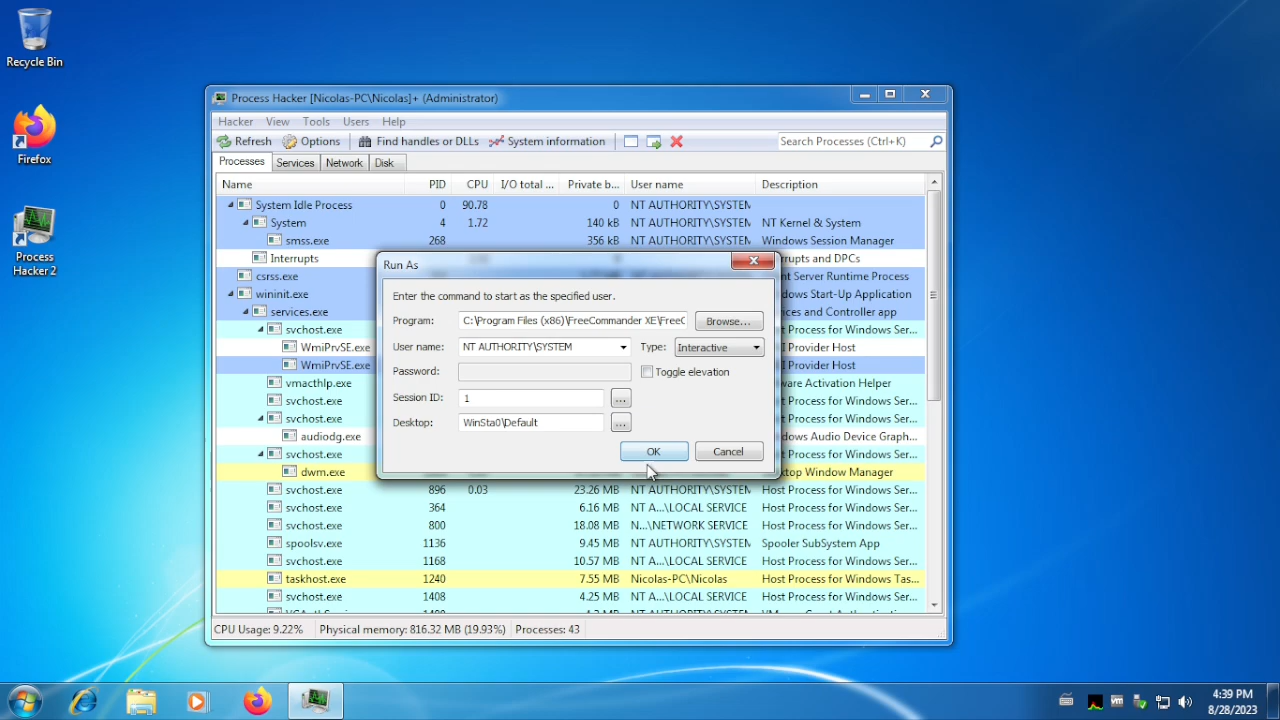 Recycle Bin
Firefox
Process
Hacker 2
Process Hacker [Nicolas-PC\Nicolas]+ (Administrator)
Hacker View Tools Users Help
Refresh Options Find handles or DLLs System information Search Processes (Ctrl+K)
Processes Services Network Disk
Name PID CPU I/O total ... Private b... User name Description
System Idle Process 0 90.78 0 NT AUTHORITY\SYSTEM
System 4 1.72 140 kB NT AUTHORITY\SYSTEM NT Kernel & System
smss.exe 268 356 kB NT AUTHORITY\SYSTEM Windows Session Manager
Interrupts and DPCs
csrss.exe Server Runtime Process
wininit.exe Start-Up Application
services.exe and Controller app
svchost.exe Process for Windows Ser...
WmiPrvSE.exe Provider Host
WmiPrvSE.exe Provider Host
vmacthlp.exe Activation Helper
svchost.exe Process for Windows Ser...
svchost.exe Process for Windows Ser...
audiodg.exe Audio Device Graph...
svchost.exe Process for Windows Ser...
dwm.exe Window Manager
svchost.exe 896 0.03 23.26 MB NT AUTHORITY\SYSTEM Host Process for Windows Ser...
svchost.exe 364 6.16 MB NT A...\LOCAL SERVICE Host Process for Windows Ser...
svchost.exe 800 18.08 MB N...\NETWORK SERVICE Host Process for Windows Ser...
spoolsv.exe 1136 9.45 MB NT AUTHORITY\SYSTEM Spooler SubSystem App
svchost.exe 1168 10.57 MB NT A...\LOCAL SERVICE Host Process for Windows Ser...
taskhost.exe 1240 7.55 MB Nicolas-PC\Nicolas Host Process for Windows Tas...
svchost.exe 1408 4.25 MB NT A...\LOCAL SERVICE Host Process for Windows Ser...
CPU Usage: 9.22% Physical memory: 816.32 MB (19.93%) Processes: 43
Run As
Enter the command to start as the specified user.
Program: C:\Program Files (x86)\FreeCommander XE\FreeC Browse...
User name: NT AUTHORITY\SYSTEM Type: Interactive
Password: Toggle elevation
Session ID: 1 ...
Desktop: WinSta0\Default ...
OK Cancel
4:39 PM
8/28/2023